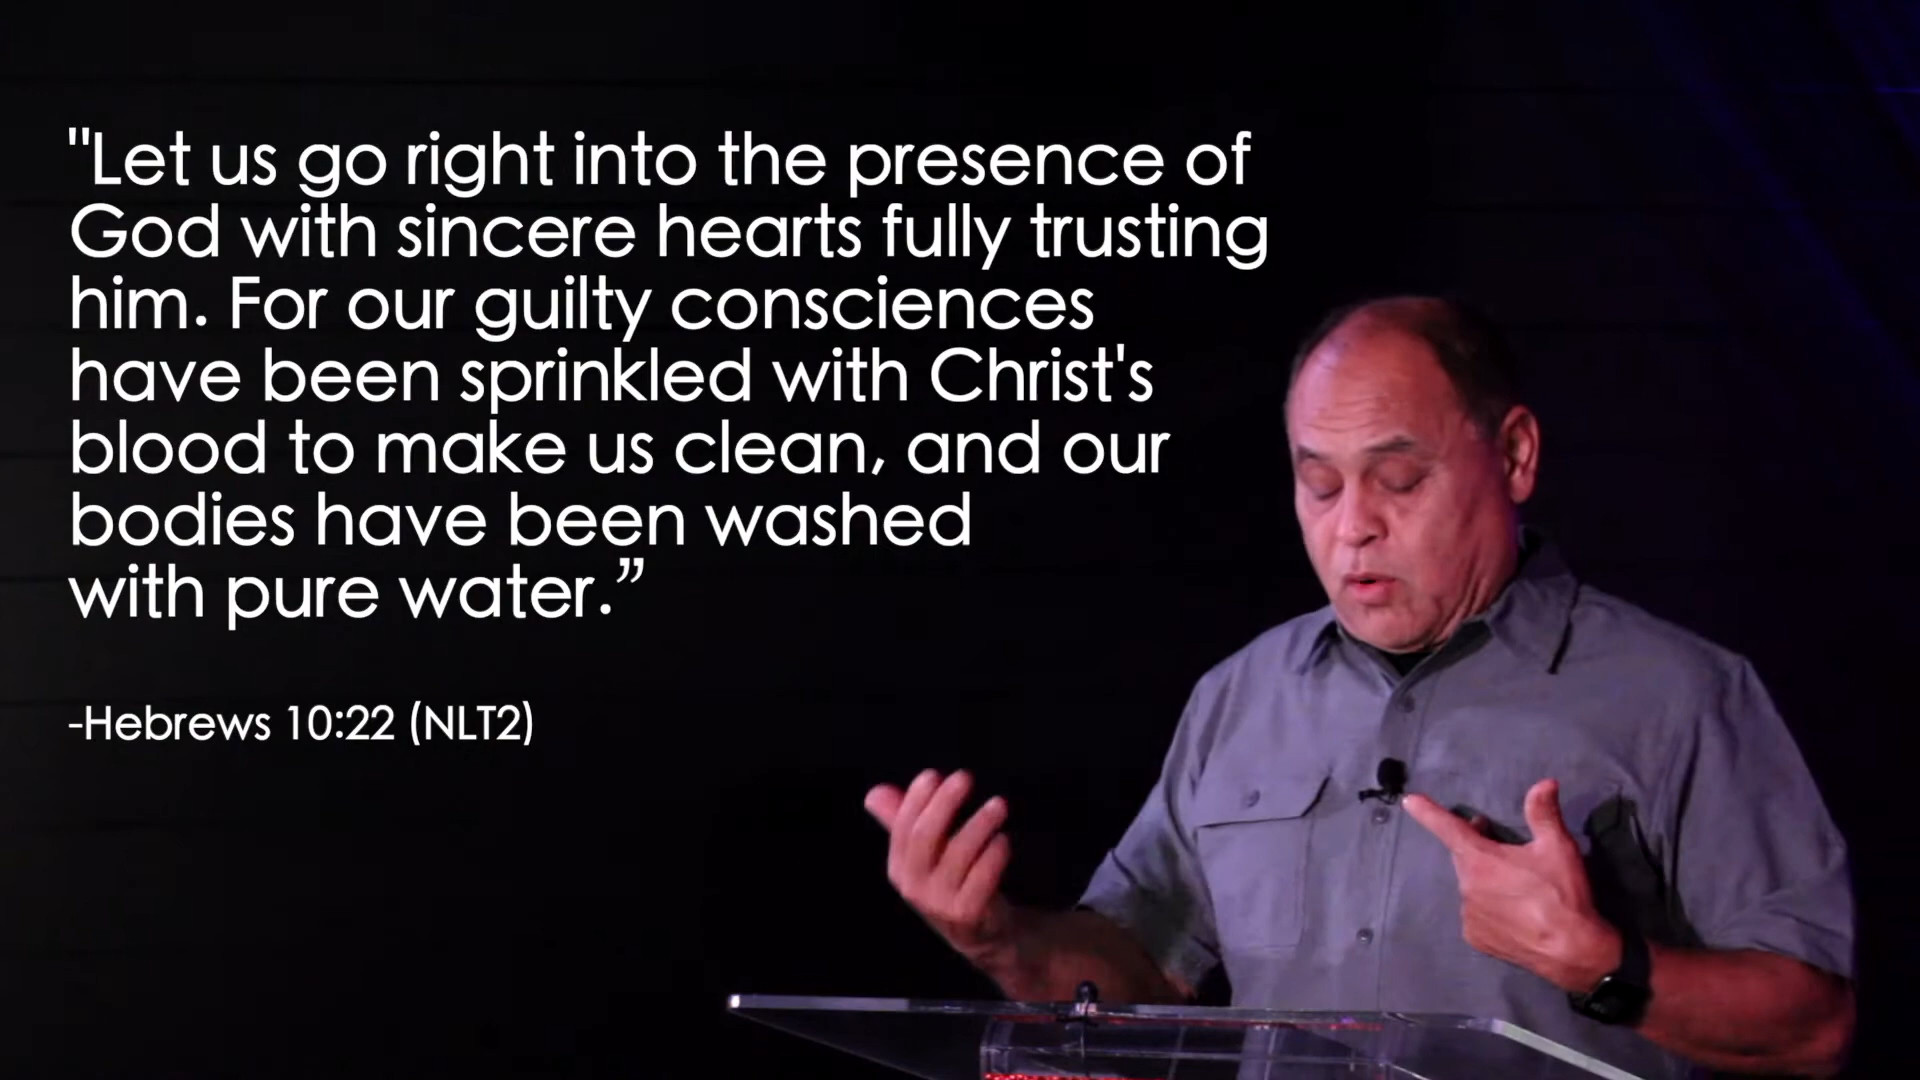 "Let us go right into the presence of
God with sincere hearts fully trusting
him. For our guilty consciences
have been sprinkled with Christ's
blood to make us clean, and our
bodies have been washed
with pure water.”
-Hebrews 10:22 (NLT2)